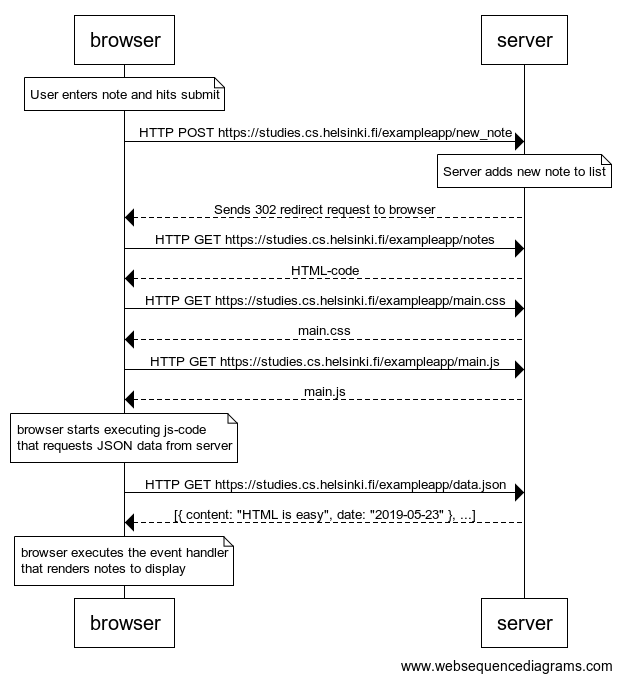 browser
server
User enters note and hits submit
HTTP POST https://studies.cs.helsinki.fi/exampleapp/new_note
Server adds new note to list
Sends 302 redirect request to browser
HTTP GET https://studies.cs.helsinki.fi/exampleapp/notes
HTML-code
HTTP GET https://studies.cs.helsinki.fi/exampleapp/main.css
main.css
HTTP GET https://studies.cs.helsinki.fi/exampleapp/main.js
main.js
browser starts executing js-code
that requests JSON data from server
HTTP GET https://studies.cs.helsinki.fi/exampleapp/data.json
[{ content: "HTML is easy", date: "2019-05-23" }, ...]
browser executes the event handler
that renders notes to display
browser
server
www.websequencediagrams.com